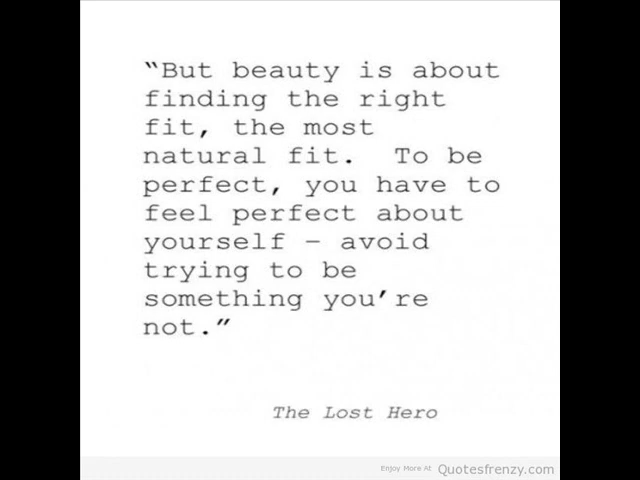 “But beauty is about
finding the right
fit, the most
natural fit. To be
perfect, you have to
feel perfect about
yourself – avoid
trying to be
something you’re
not.”
The Lost Hero
Enjoy More At Quotesfrenzy.com